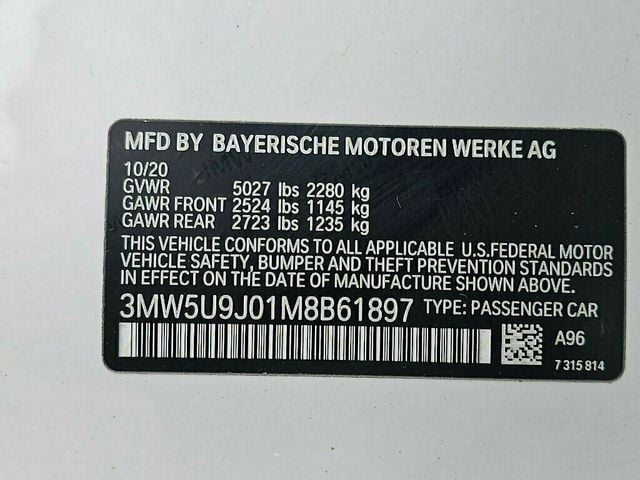 MFD BY BAYERISCHE MOTOREN WERKE AG
10/20
GVWR 5027 lbs 2280 kg
GAWR FRONT 2524 lbs 1145 kg
GAWR REAR 2723 lbs 1235 kg
THIS VEHICLE CONFORMS TO ALL APPLICABLE U.S.FEDERAL MOTOR
VEHICLE SAFETY, BUMPER AND THEFT PREVENTION STANDARDS
IN EFFECT ON THE DATE OF MANUFACTURE SHOWN ABOVE.
3MW5U9J01M8B61897 TYPE: PASSENGER CAR
A96
7 315 814